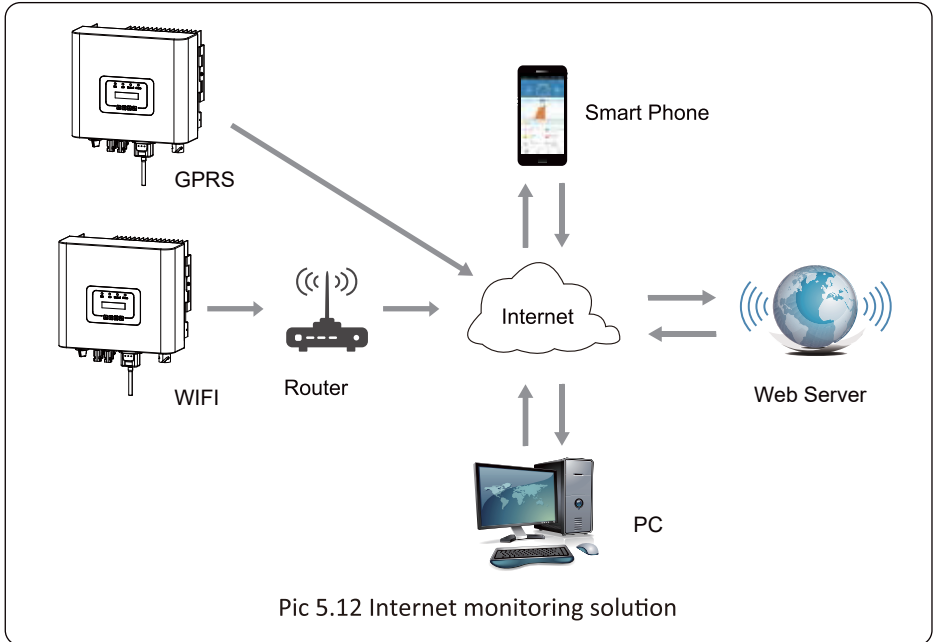 Smart Phone
GPRS
Internet
WIFI
Router
Web Server
PC
Pic 5.12 Internet monitoring solution